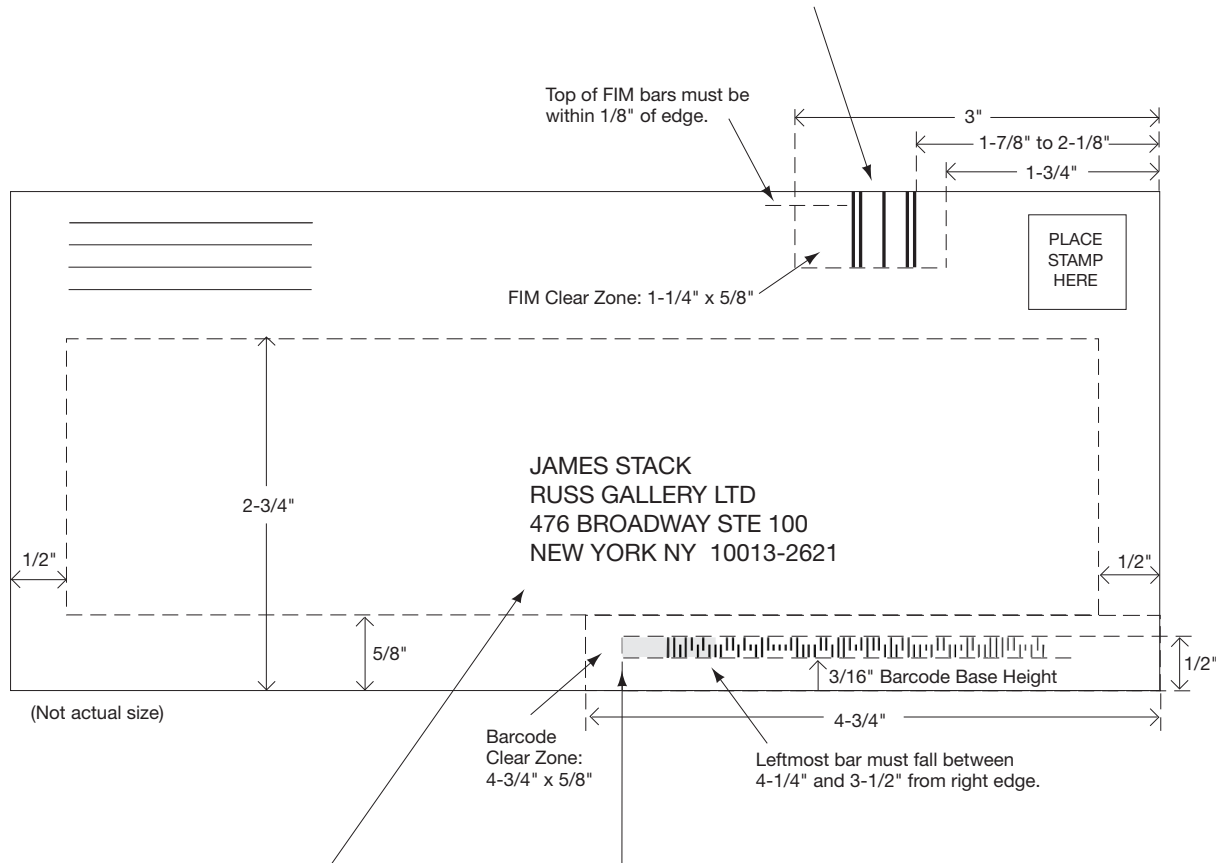 Top of FIM bars must be
within 1/8" of edge.
3"
1-7/8" to 2-1/8"
1-3/4"
PLACE
STAMP
HERE
FIM Clear Zone: 1-1/4" x 5/8"
JAMES STACK
RUSS GALLERY LTD
476 BROADWAY STE 100
NEW YORK NY 10013-2621
2-3/4"
1/2"
1/2"
5/8"
3/16" Barcode Base Height
1/2"
(Not actual size)
4-3/4"
Barcode
Clear Zone:
4-3/4" x 5/8"
Leftmost bar must fall between
4-1/4" and 3-1/2" from right edge.